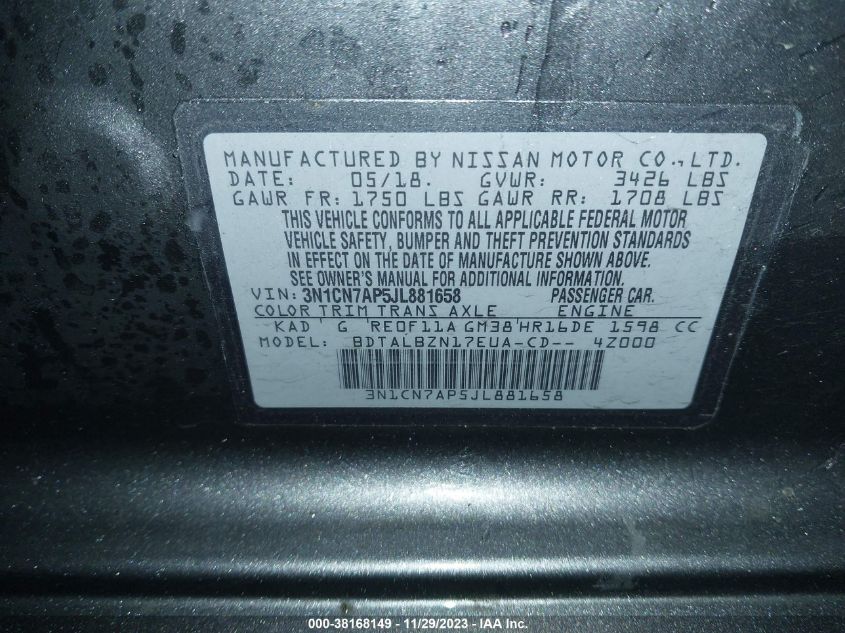 MANUFACTURED BY NISSAN MOTOR CO., LTD.
DATE: 05/18. GVWR: 3426 LBS
GAWR FR: 1750 LBS GAWR RR: 1708 LBS
THIS VEHICLE CONFORMS TO ALL APPLICABLE FEDERAL MOTOR
VEHICLE SAFETY, BUMPER AND THEFT PREVENTION STANDARDS
IN EFFECT ON THE DATE OF MANUFACTURE SHOWN ABOVE.
SEE OWNER'S MANUAL FOR ADDITIONAL INFORMATION.
VIN: 3N1CN7AP5JL881658 PASSENGER CAR.
COLOR TRIM TRANS AXLE ENGINE
KAD G RE0F11A GM38 HR16DE 1598 CC
MODEL: BDTALBZN17EUA-CD-- 4Z000
3N1CN7AP5JL881658
000-38168149 — 11/29/2023 — IAA Inc.